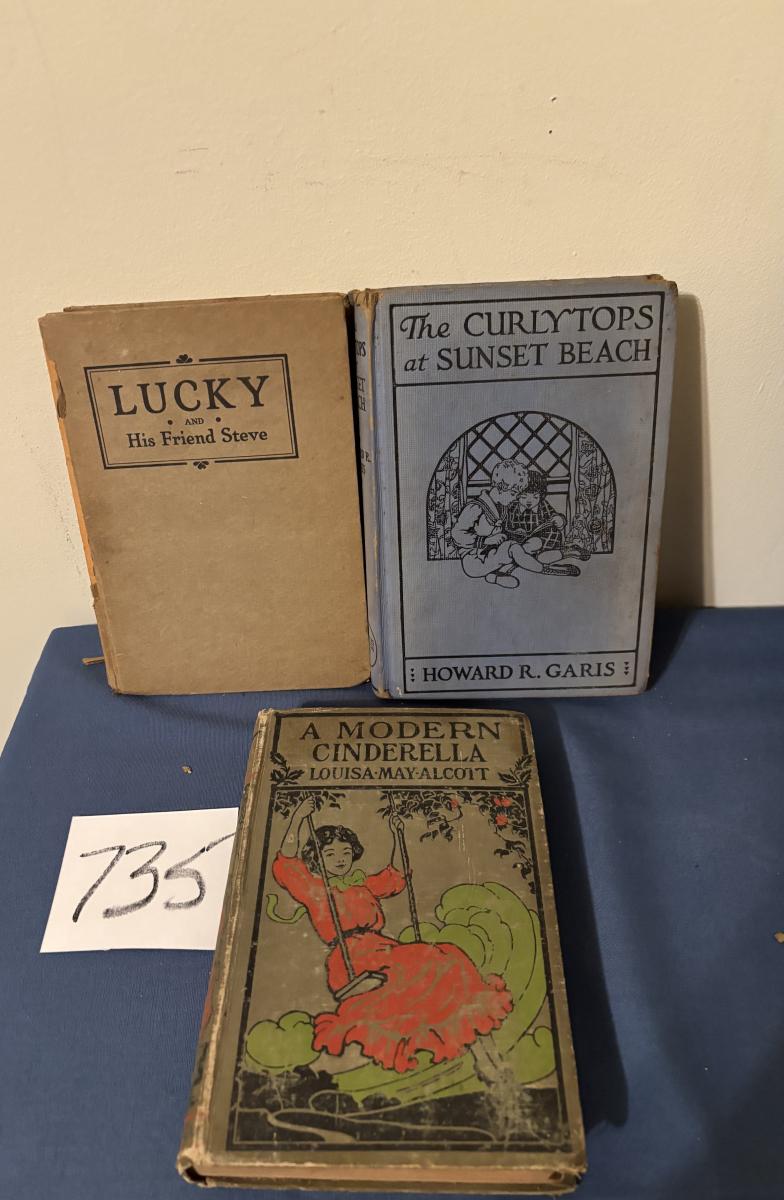 LUCKY
AND
His Friend Steve
The CURLYTOPS
at SUNSET BEACH
HOWARD R. GARIS
A MODERN
CINDERELLA
LOUISA·MAY·ALCOTT
735